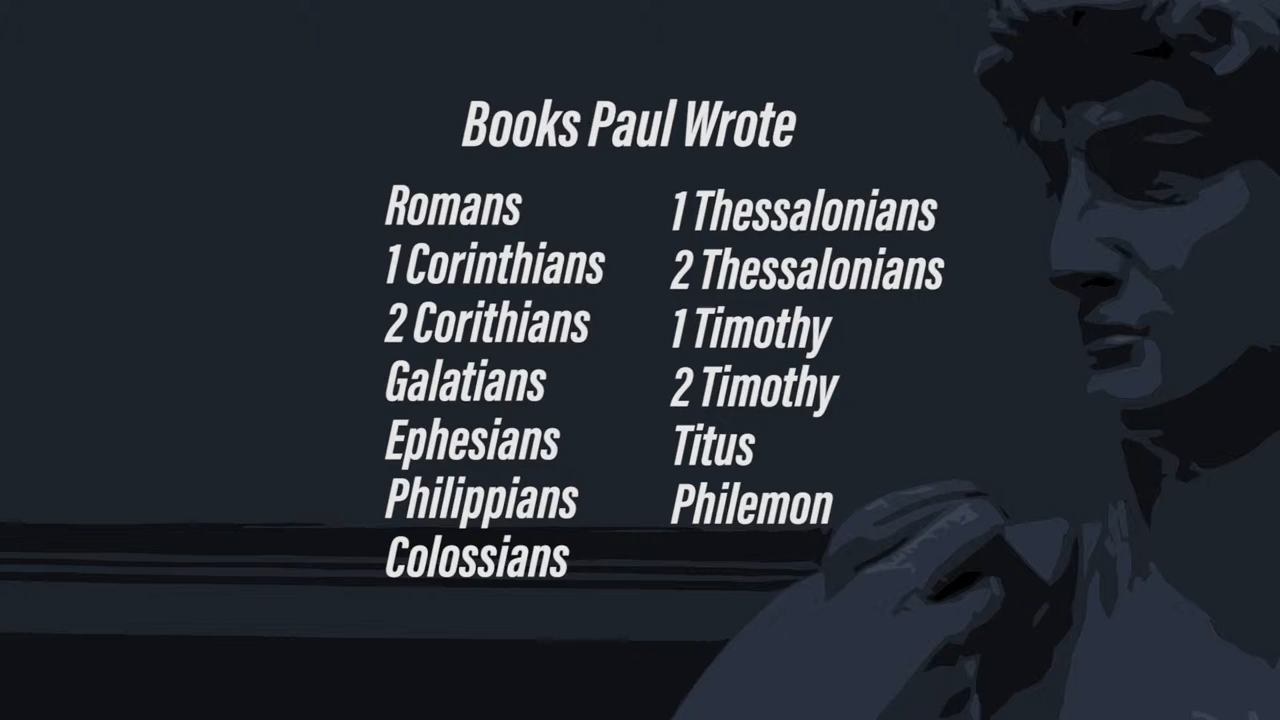 Books Paul Wrote
Romans
1 Corinthians
2 Corithians
Galatians
Ephesians
Philippians
Colossians
1 Thessalonians
2 Thessalonians
1 Timothy
2 Timothy
Titus
Philemon